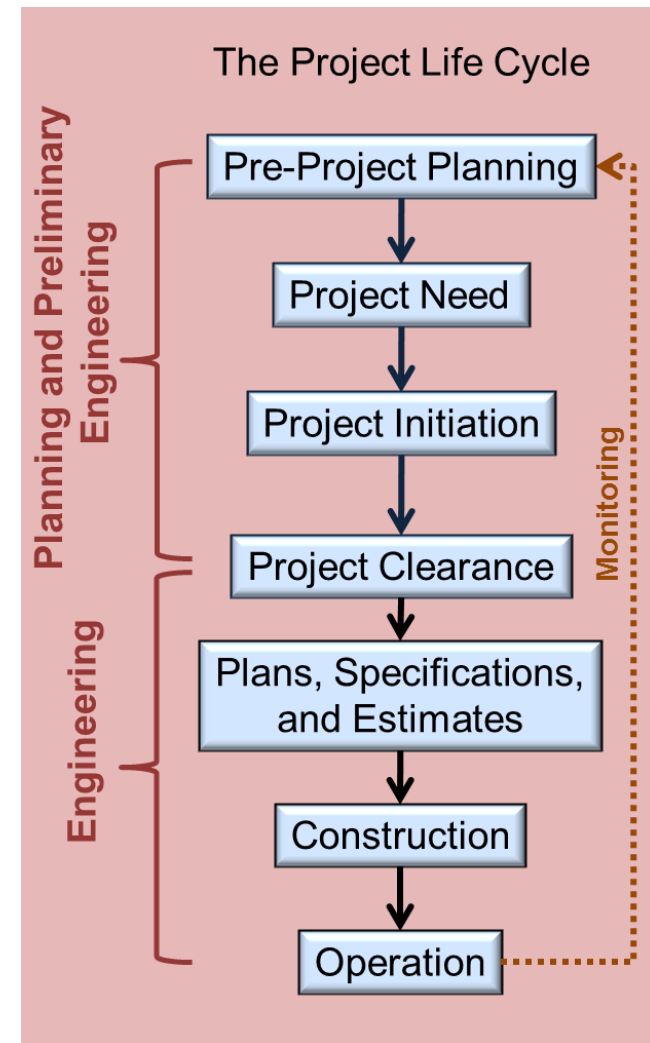 The Project Life Cycle
Planning and Preliminary
Engineering
Pre-Project Planning
Project Need
Project Initiation
Project Clearance
Engineering
Plans, Specifications,
and Estimates
Construction
Operation
Monitoring